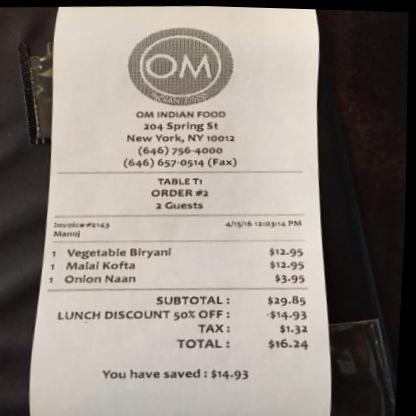 OM
OM INDIAN FOOD
204 Spring St
New York, NY 10012
(646) 756-4000
(646) 657-0514 (Fax)
TABLE T1
ORDER #2
2 Guests
Invoice #2143 4/15/16 12:03:14 PM
Manoj
1 Vegetable Biryani $12.95
1 Malai Kofta $12.95
1 Onion Naan $3.95
SUBTOTAL : $29.85
LUNCH DISCOUNT 50% OFF : -$14.93
TAX : $1.32
TOTAL : $16.24
You have saved : $14.93